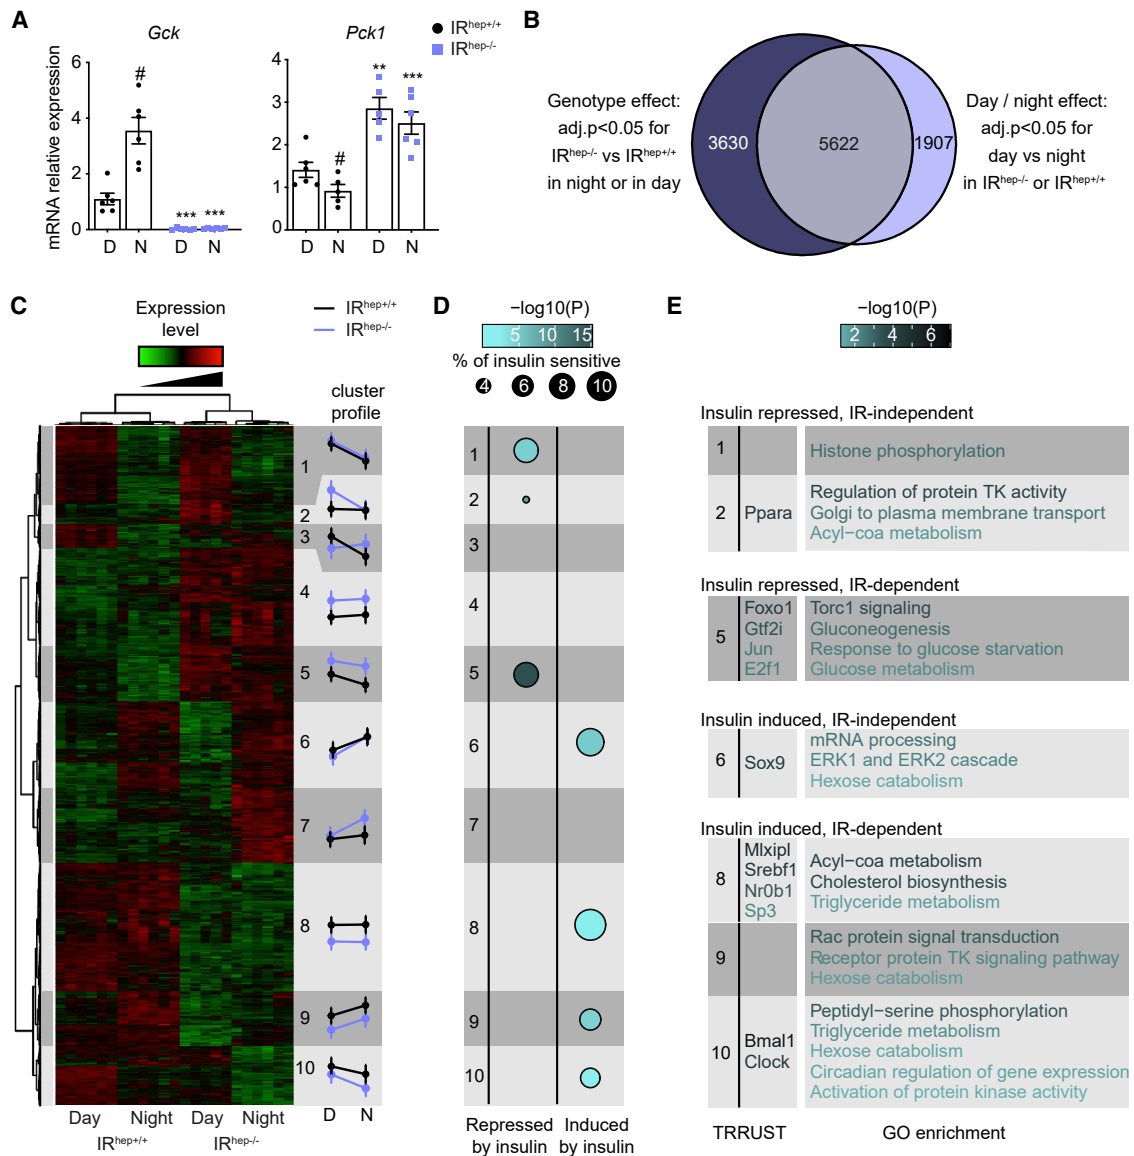 A
Gck
Pck1
IRhep+/+
IRhep-/-
mRNA relative expression
6
4
2
0
#
***
***
D
N
D
N
4
3
2
1
0
#
**
***
D
N
D
N
B
Genotype effect:
adj.p<0.05 for
IRhep-/- vs IRhep+/+
in night or in day
3630
5622
1907
Day / night effect:
adj.p<0.05 for
day vs night
in IRhep-/- or IRhep+/+
C
Expression
level
IRhep+/+
IRhep-/-
cluster
profile
1
2
3
4
5
6
7
8
9
10
Day
Night
Day
Night
IRhep+/+
IRhep-/-
D
N
D
−log10(P)
5
10
15
% of insulin sensitive
4
6
8
10
1
2
3
4
5
6
7
8
9
10
Repressed
by insulin
Induced
by insulin
E
−log10(P)
2
4
6
Insulin repressed, IR-independent
1
Histone phosphorylation
2
Ppara
Regulation of protein TK activity
Golgi to plasma membrane transport
Acyl−coa metabolism
Insulin repressed, IR-dependent
5
Foxo1
Gtf2i
Jun
E2f1
Torc1 signaling
Gluconeogenesis
Response to glucose starvation
Glucose metabolism
Insulin induced, IR-independent
6
Sox9
mRNA processing
ERK1 and ERK2 cascade
Hexose catabolism
Insulin induced, IR-dependent
8
Mlxipl
Srebf1
Nr0b1
Sp3
Acyl−coa metabolism
Cholesterol biosynthesis
Triglyceride metabolism
9
Rac protein signal transduction
Receptor protein TK signaling pathway
Hexose catabolism
10
Bmal1
Clock
Peptidyl−serine phosphorylation
Triglyceride metabolism
Hexose catabolism
Circadian regulation of gene expression
Activation of protein kinase activity
TRRUST
GO enrichment